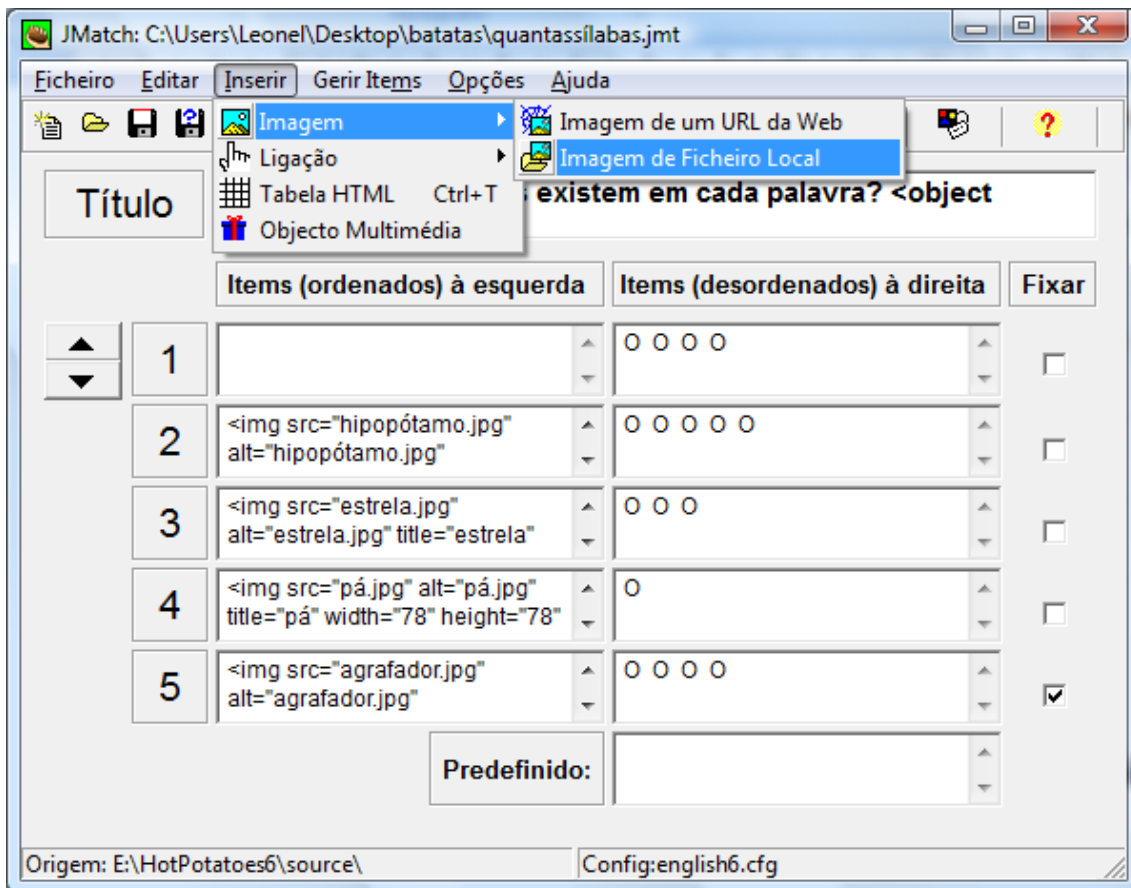 JMatch: C:\Users\Leonel\Desktop\batatas\quantassílabas.jmt
Ficheiro Editar Inserir Gerir Items Opções Ajuda
Imagem
Imagem de um URL da Web
Ligação
Imagem de Ficheiro Local
Tabela HTML Ctrl+T
Objecto Multimédia
Título
existem em cada palavra? <object
Items (ordenados) à esquerda
Items (desordenados) à direita
Fixar
1
O O O O
2
<img src="hipopótamo.jpg"
alt="hipopótamo.jpg"
O O O O O
3
<img src="estrela.jpg"
alt="estrela.jpg" title="estrela"
O O O
4
<img src="pá.jpg" alt="pá.jpg"
title="pá" width="78" height="78"
O
5
<img src="agrafador.jpg"
alt="agrafador.jpg"
O O O O
Predefinido:
Origem: E:\HotPotatoes6\source\
Config:english6.cfg